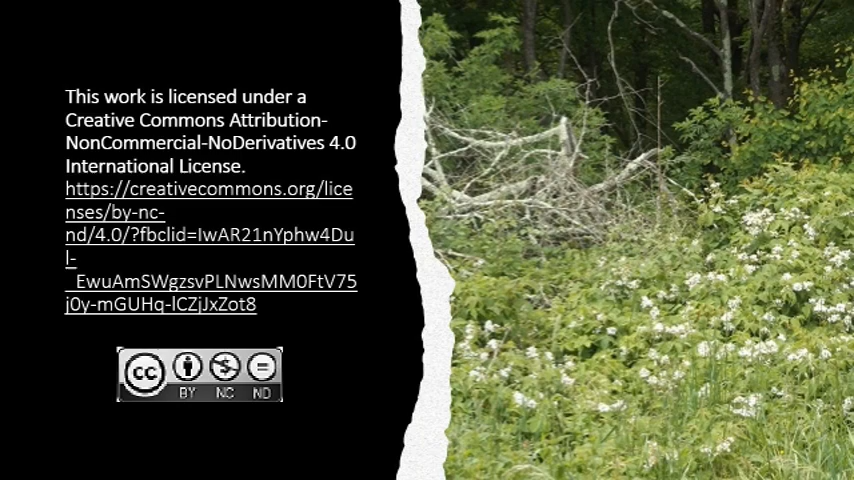 This work is licensed under a
Creative Commons Attribution-
NonCommercial-NoDerivatives 4.0
International License.
https://creativecommons.org/lice
nses/by-nc-
nd/4.0/?fbclid=IwAR21nYphw4Du
l-
_EwuAmSWgzsvPLNwsMM0FtV75
j0y-mGUHq-lCZjJxZot8
cc
BY NC ND